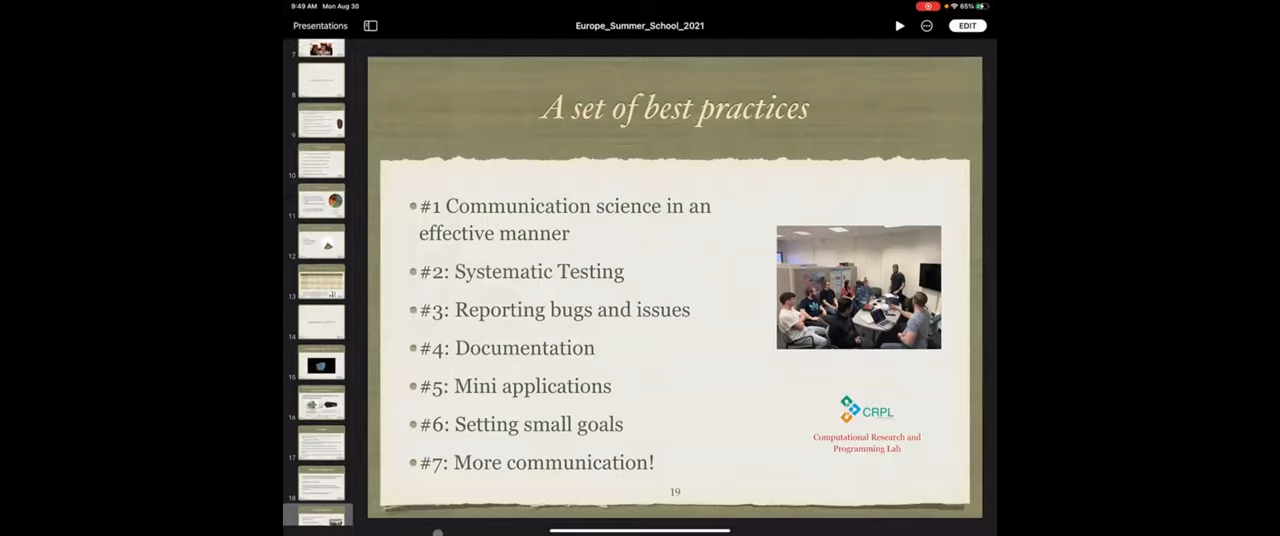 9:49 AM Mon Aug 30
65%
Presentations
Europe_Summer_School_2021
EDIT
7
8
9
10
11
12
13
14
15
16
17
18
A set of best practices
#1 Communication science in an
effective manner
#2: Systematic Testing
#3: Reporting bugs and issues
#4: Documentation
#5: Mini applications
#6: Setting small goals
#7: More communication!
CRPL
Computational Research and
Programming Lab
19